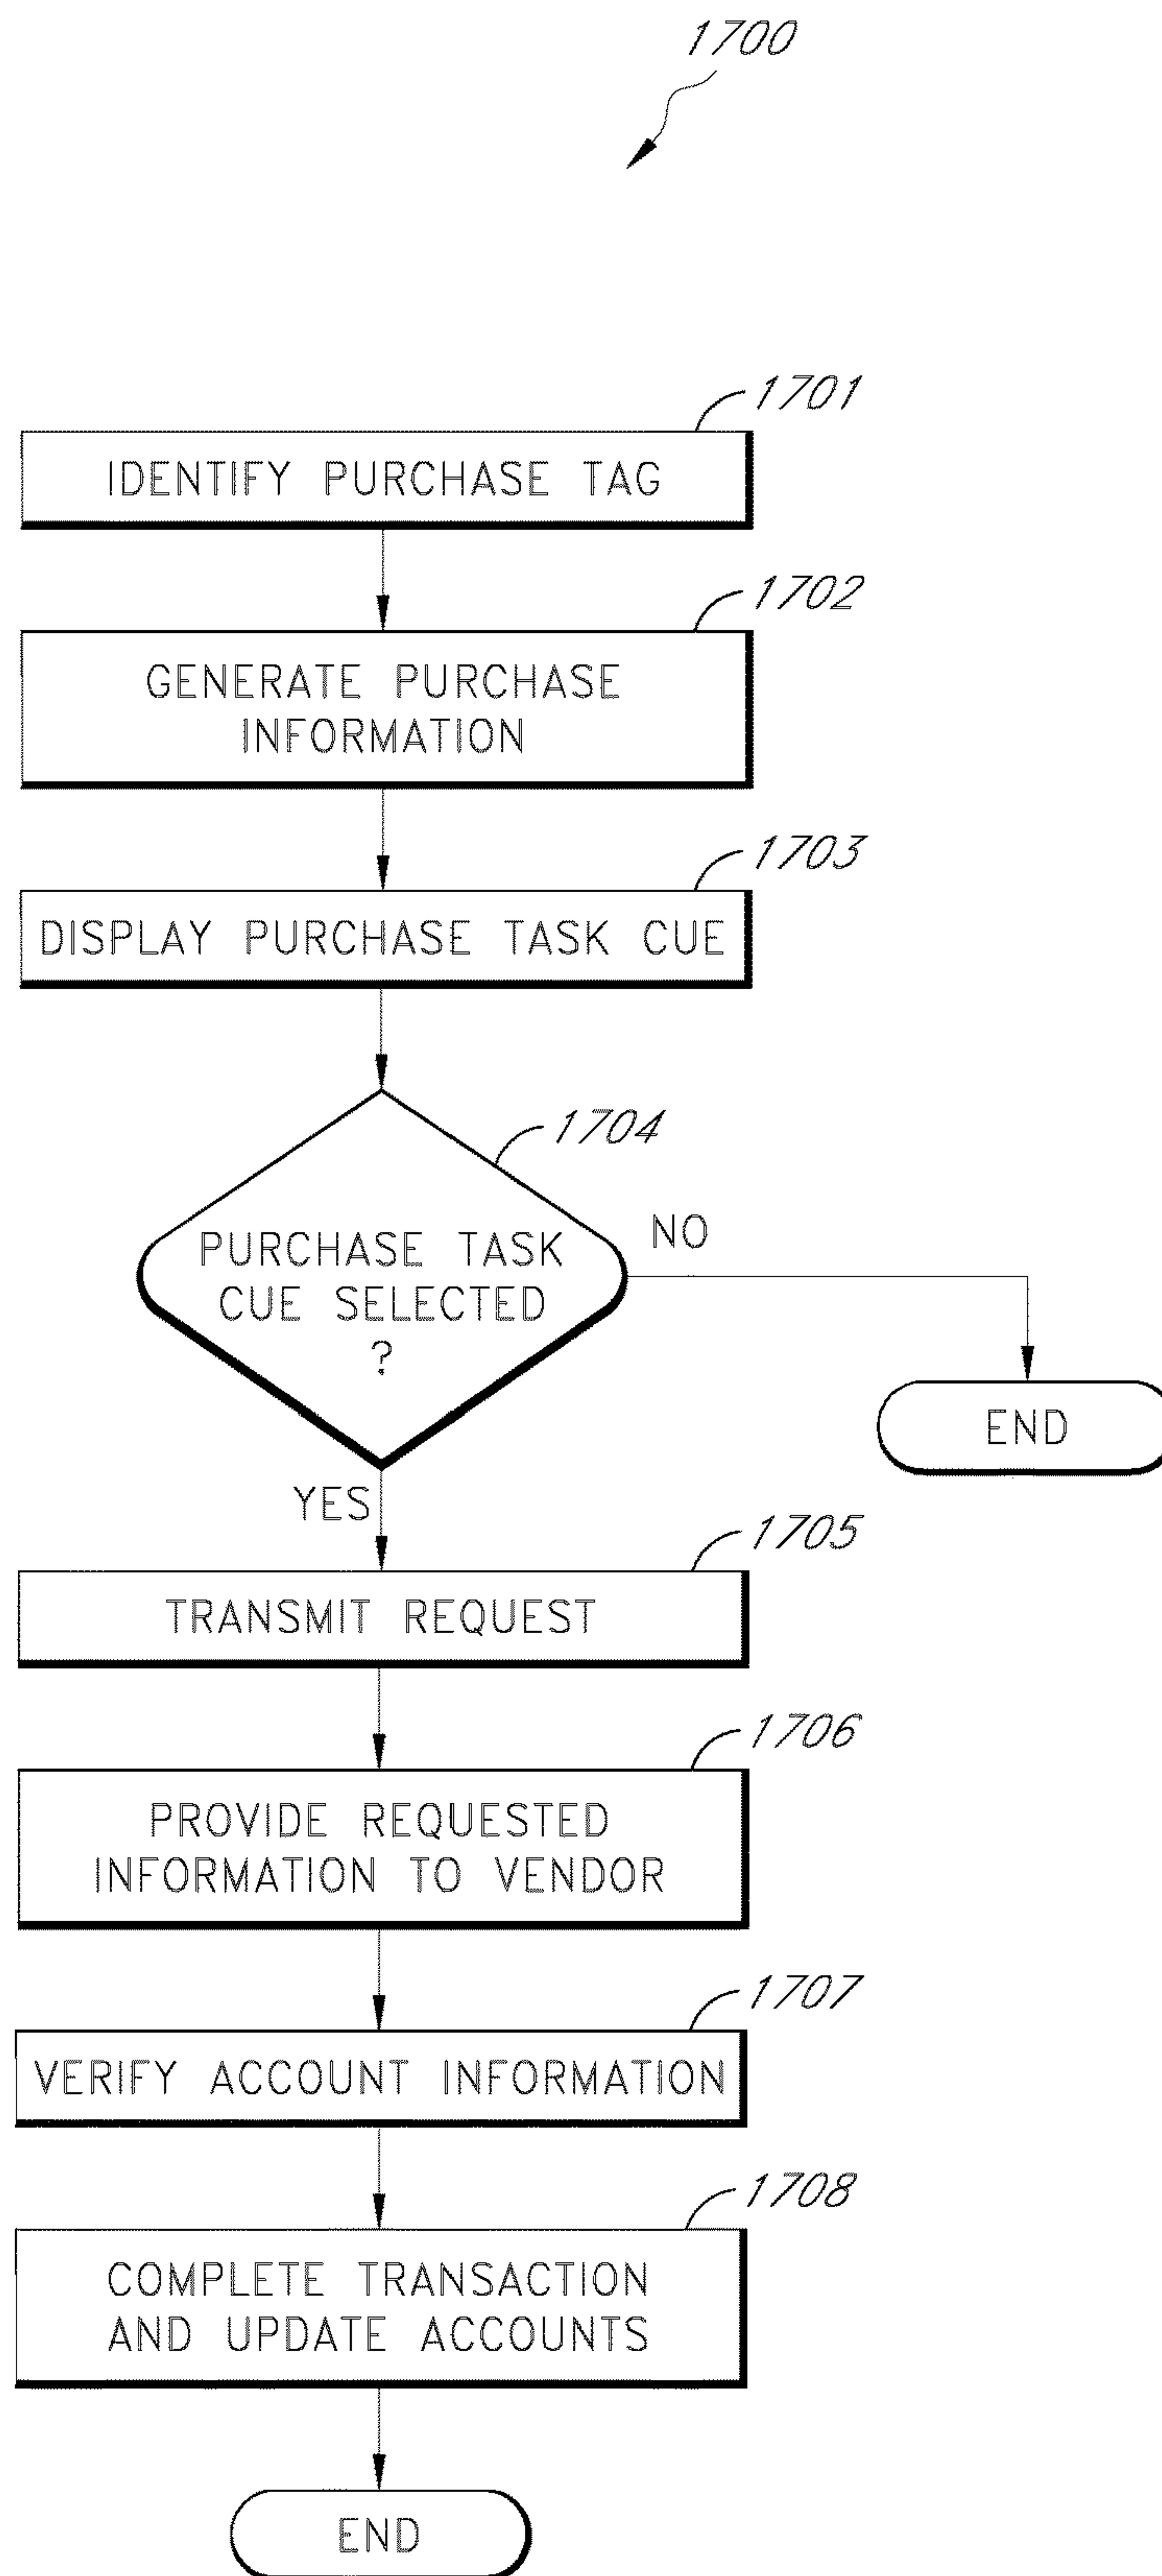 1700
1701
IDENTIFY PURCHASE TAG
1702
GENERATE PURCHASE
INFORMATION
1703
DISPLAY PURCHASE TASK CUE
1704
PURCHASE TASK
CUE SELECTED
?
NO
END
YES
1705
TRANSMIT REQUEST
1706
PROVIDE REQUESTED
INFORMATION TO VENDOR
1707
VERIFY ACCOUNT INFORMATION
1708
COMPLETE TRANSACTION
AND UPDATE ACCOUNTS
END